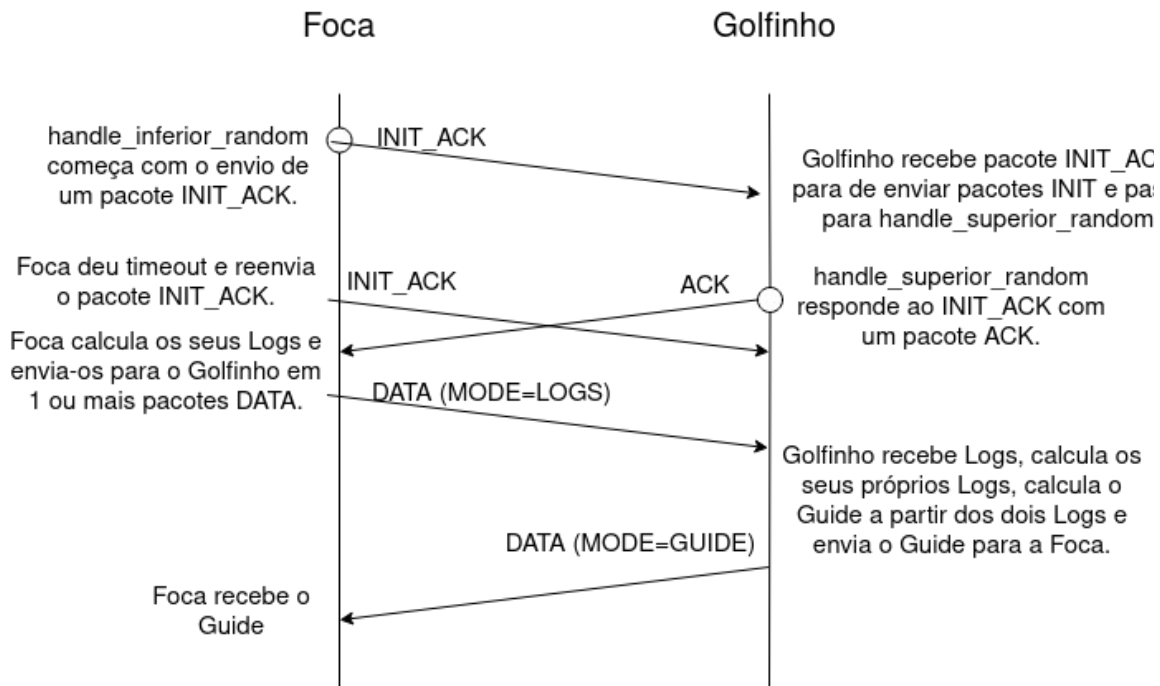 Foca
Golfinho
handle_inferior_random
começa com o envio de
um pacote INIT_ACK.
INIT_ACK
Golfinho recebe pacote
para de enviar pacotes INIT e
para handle_superior_random
Foca deu timeout e reenvia
o pacote INIT_ACK.
INIT_ACK
ACK
handle_superior_random
responde ao INIT_ACK com
um pacote ACK.
Foca calcula os seus Logs e
envia-os para o Golfinho em
1 ou mais pacotes DATA.
DATA (MODE=LOGS)
Golfinho recebe Logs, calcula os
seus próprios Logs, calcula o
Guide a partir dos dois Logs e
envia o Guide para a Foca.
DATA (MODE=GUIDE)
Foca recebe o
Guide